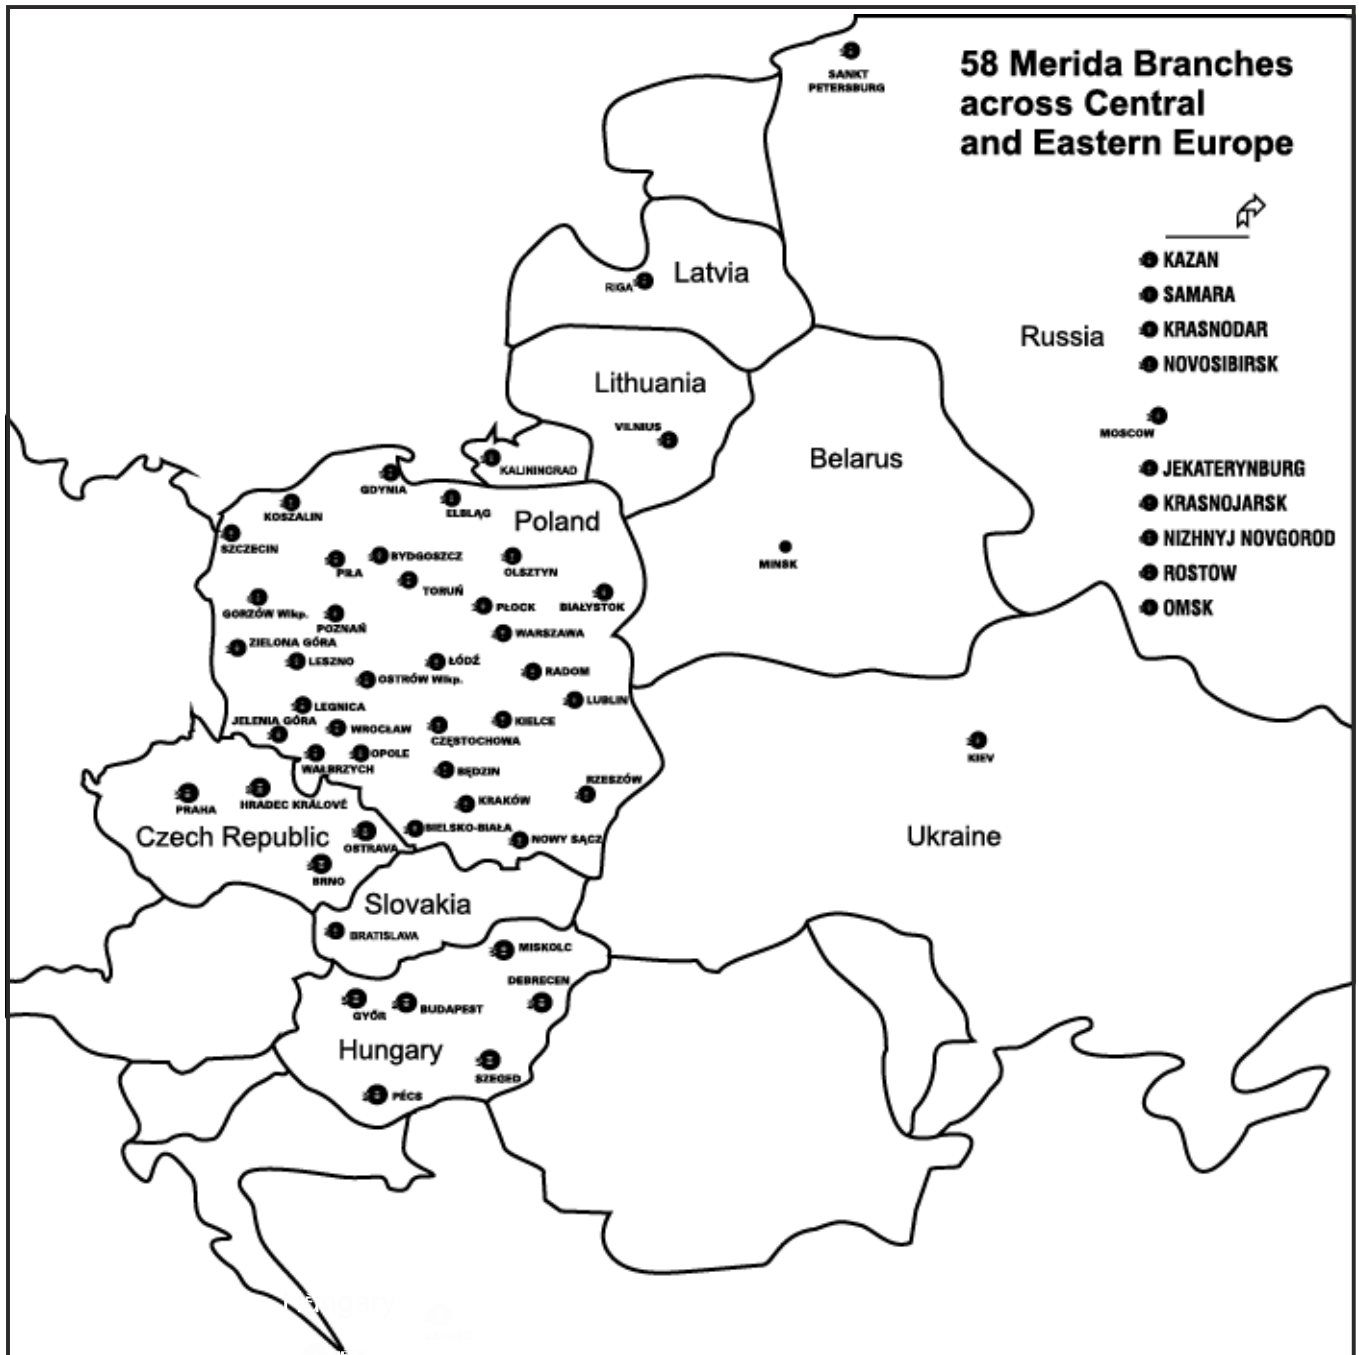 58 Merida Branches
across Central
and Eastern Europe
SANKT
PETERSBURG
KAZAN
SAMARA
KRASNODAR
NOVOSIBIRSK
Russia
MOSCOW
JEKATERYNBURG
KRASNOJARSK
NIZHNYJ NOVGOROD
ROSTOW
OMSK
RIGA
Latvia
Lithuania
VILNIUS
Belarus
MINSK
KALININGRAD
GDYNIA
ELBLĄG
Poland
KOSZALIN
SZCZECIN
PIŁA
BYDGOSZCZ
OLSZTYN
TORUŃ
GORZÓW Wlkp.
POZNAŃ
PŁOCK
BIAŁYSTOK
WARSZAWA
ZIELONA GÓRA
LESZNO
ŁÓDŹ
OSTRÓW Wlkp.
RADOM
LUBLIN
LEGNICA
JELENIA GÓRA
WROCŁAW
CZĘSTOCHOWA
KIELCE
WAŁBRZYCH
OPOLE
BĘDZIN
RZESZÓW
KRAKÓW
BIELSKO-BIAŁA
NOWY SĄCZ
KIEV
Ukraine
PRAHA
HRADEC KRÁLOVÉ
Czech Republic
OSTRAVA
BRNO
Slovakia
BRATISLAVA
MISKOLC
DEBRECEN
GYŐR
BUDAPEST
Hungary
SZEGED
PÉCS